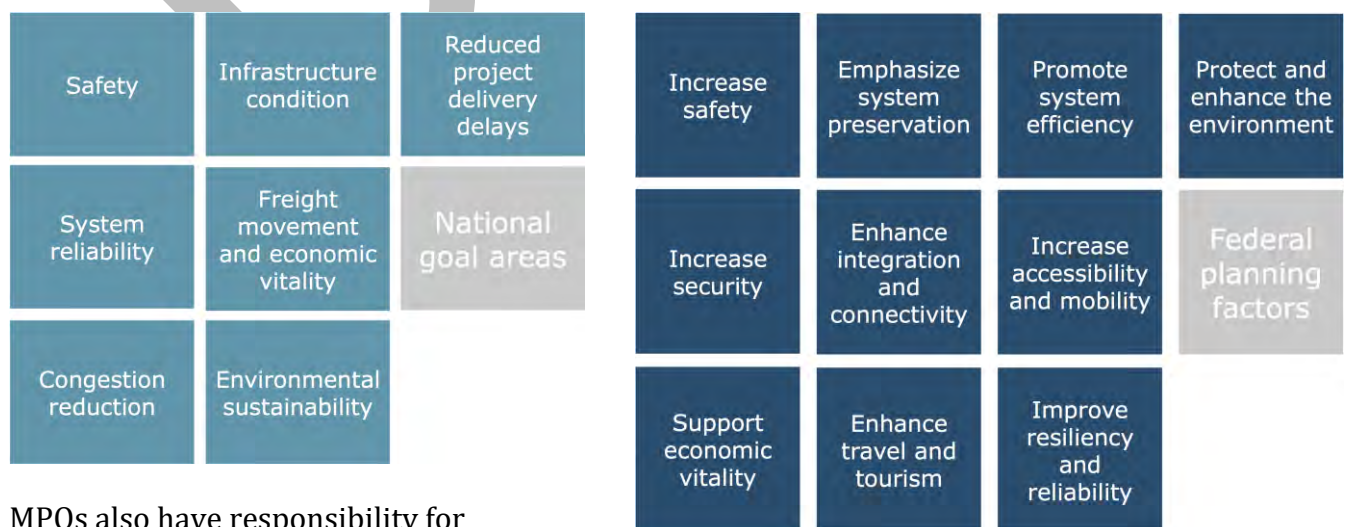 Safety
Infrastructure
condition
Reduced
project
delivery
delays
System
reliability
Freight
movement
and economic
vitality
National
goal areas
Congestion
reduction
Environmental
sustainability
Increase
safety
Emphasize
system
preservation
Promote
system
efficiency
Protect and
enhance the
environment
Increase
security
Enhance
integration
and
connectivity
Increase
accessibility
and mobility
Federal
planning
factors
Support
economic
vitality
Enhance
travel and
tourism
Improve
resiliency
and
reliability
MPOs also have responsibility for